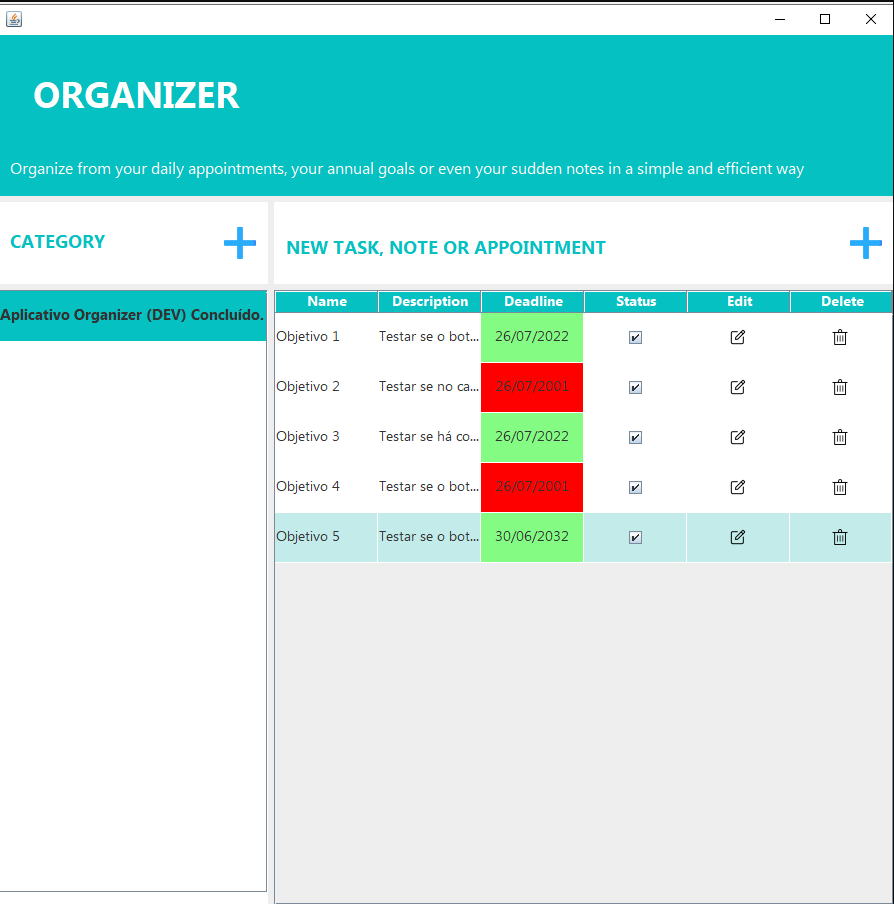 ORGANIZER
Organize from your daily appointments, your annual goals or even your sudden notes in a simple and efficient way
CATEGORY
NEW TASK, NOTE OR APPOINTMENT
Aplicativo Organizer (DEV) Concluído.
Name Description Deadline Status Edit Delete
Objetivo 1 Testar se o bot... 26/07/2022
Objetivo 2 Testar se no ca... 26/07/2001
Objetivo 3 Testar se há co... 26/07/2022
Objetivo 4 Testar se o bot... 26/07/2001
Objetivo 5 Testar se o bot... 30/06/2032